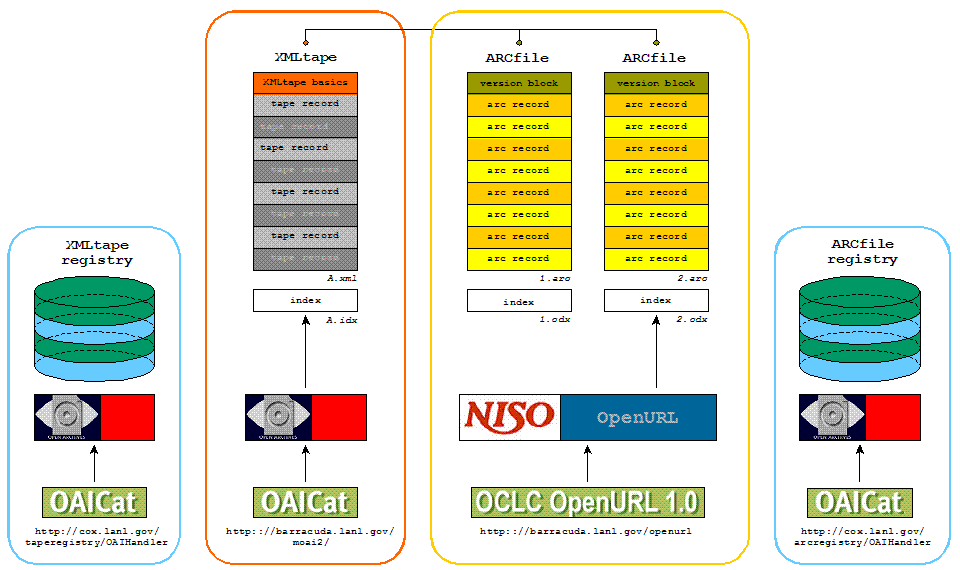 XMLtape
registry
OPEN ARCHIVES
OAICat
http://cox.lanl.gov/
taperegistry/OAIHandler
XMLtape
XMLtape basics
tape record
tape record
tape record
tape record
tape record
tape record
tape record
tape record
A.xml
index
A.idx
OPEN ARCHIVES
OAICat
http:://barracuda.lanl.gov/
moai2/
ARCfile
version block
arc record
arc record
arc record
arc record
arc record
arc record
arc record
arc record
1.arc
index
1.cdx
ARCfile
version block
arc record
arc record
arc record
arc record
arc record
arc record
arc record
arc record
2.arc
index
2.cdx
NISO
OpenURL
OCLC OpenURL 1.0
http://barracuda.lanl.gov/openurl
ARCfile
registry
OPEN ARCHIVES
OAICat
http://cox.lanl.gov/
arcregistry/OAIHandler